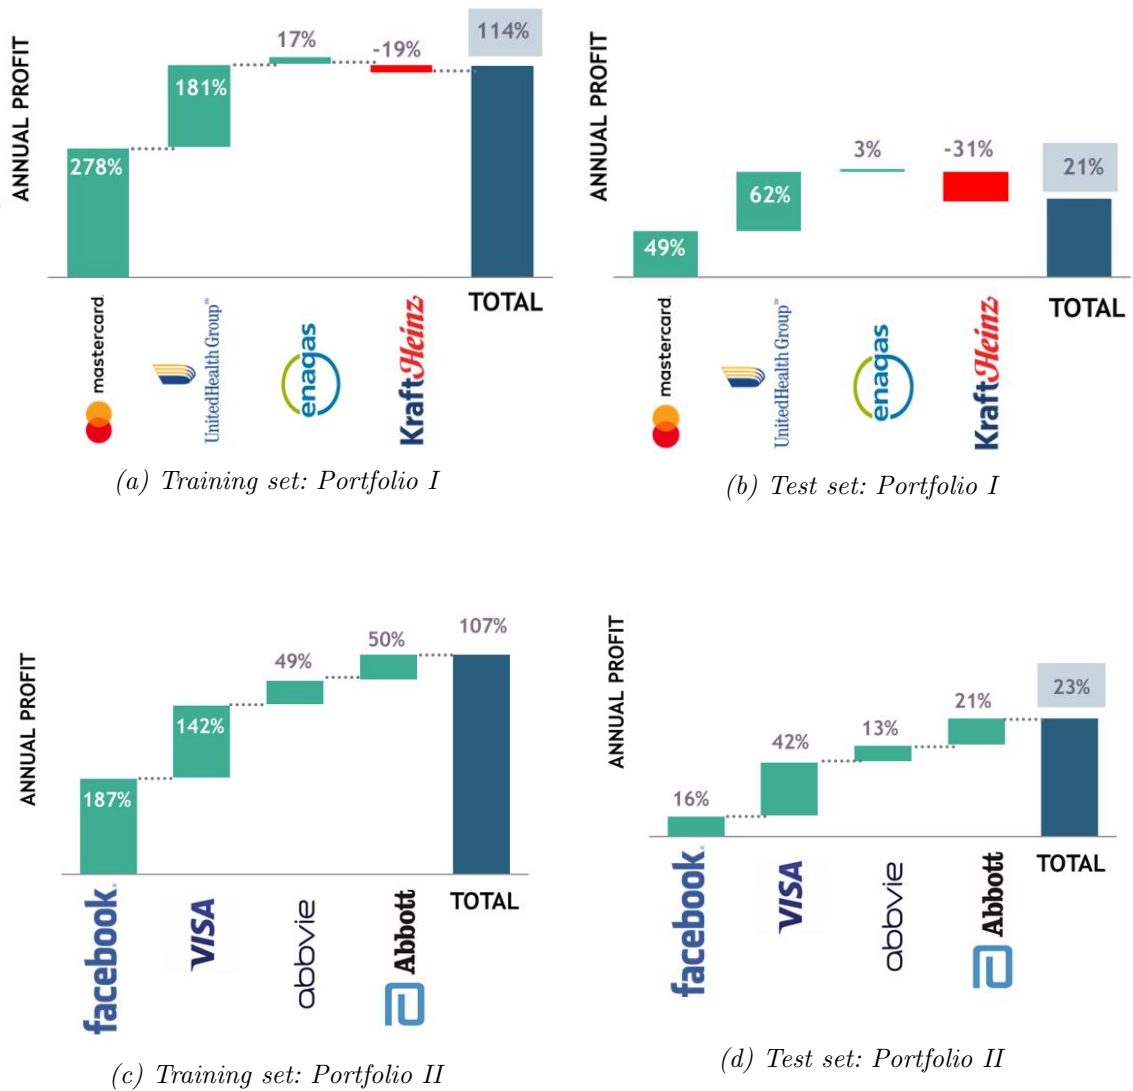 ANNUAL PROFIT
278%
181%
17%
-19%
114%
mastercard
UnitedHealth Group
enagas
KraftHeinz
TOTAL
(a) Training set: Portfolio I
ANNUAL PROFIT
49%
62%
3%
-31%
21%
mastercard
UnitedHealth Group
enagas
KraftHeinz
TOTAL
(b) Test set: Portfolio I
ANNUAL PROFIT
187%
142%
49%
50%
107%
facebook
VISA
abbvie
Abbott
TOTAL
(c) Training set: Portfolio II
ANNUAL PROFIT
16%
42%
13%
21%
23%
facebook
VISA
abbvie
Abbott
TOTAL
(d) Test set: Portfolio II